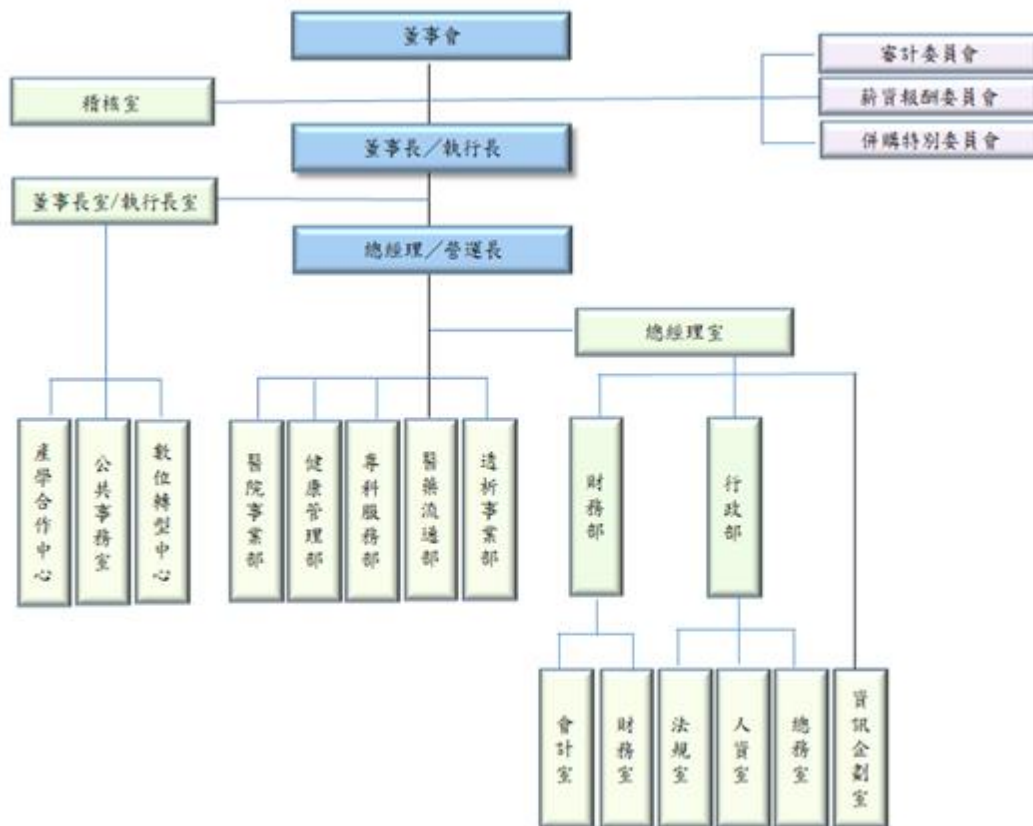 董事會
審計委員會
稽核室
薪資報酬委員會
董事長／執行長
併購特別委員會
董事長室/執行長室
總經理／營運長
總經理室
產學合作中心
公共事務室
數位轉型中心
醫院事業部
健康管理部
專科服務部
醫藥流通部
透析事業部
財務部
行政部
會計室
財務室
法規室
人資室
總務室
資訊企劃室